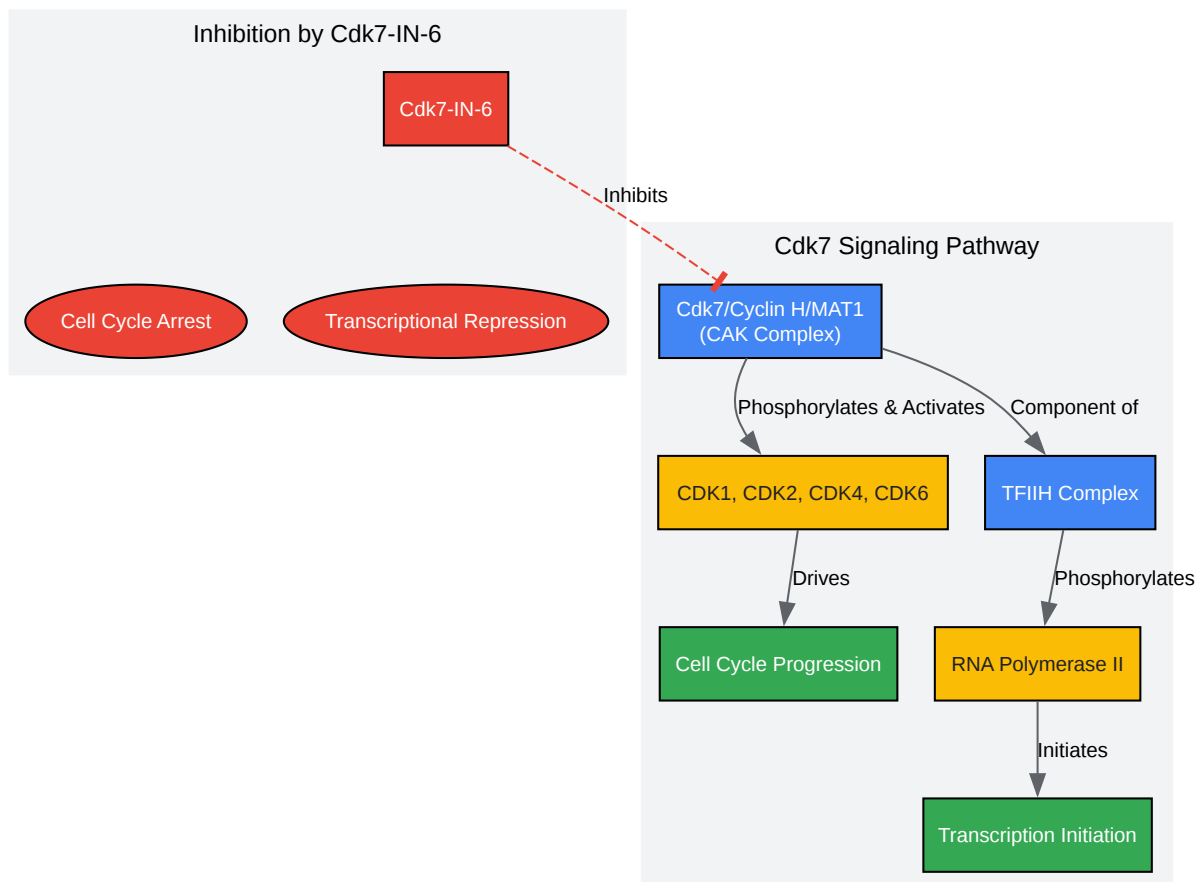 Inhibition by Cdk7-IN-6
Cdk7-IN-6
Inhibits
Cell Cycle Arrest
Transcriptional Repression
Cdk7 Signaling Pathway
Cdk7/Cyclin H/MAT1
(CAK Complex)
Phosphorylates & Activates
Component of
CDK1, CDK2, CDK4, CDK6
TFIIH Complex
Drives
Phosphorylates
Cell Cycle Progression
RNA Polymerase II
Initiates
Transcription Initiation